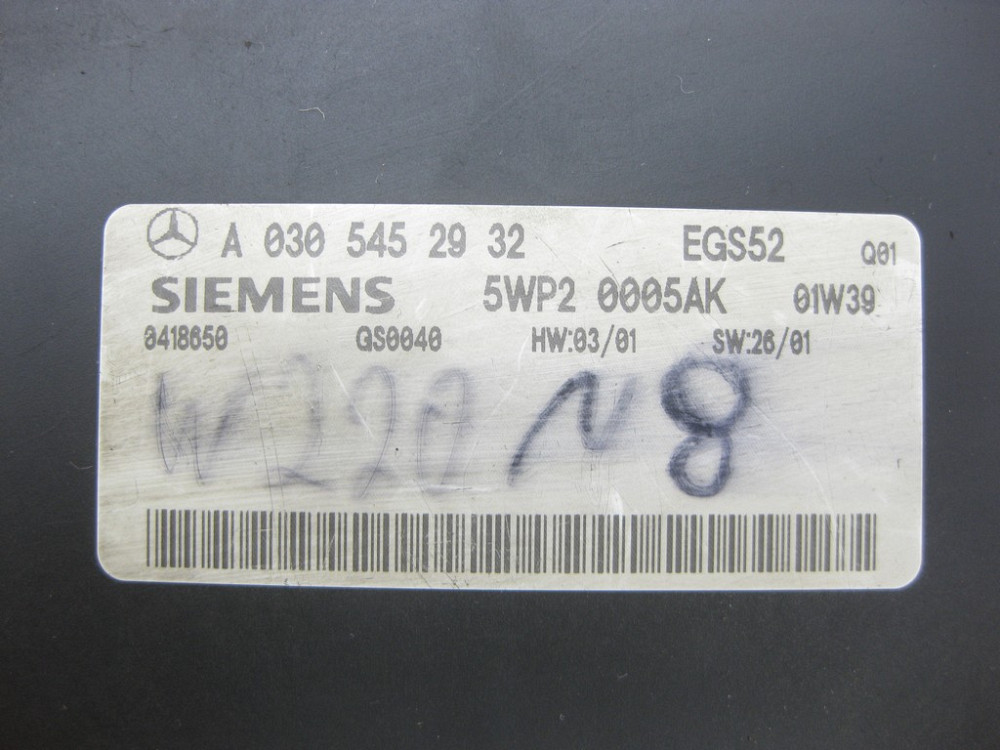 A 030 545 29 32 EGS52 Q01
SIEMENS 5WP2 0005AK 01W39
0418650 QS0040 HW:03/01 SW:26/01
W220 N8